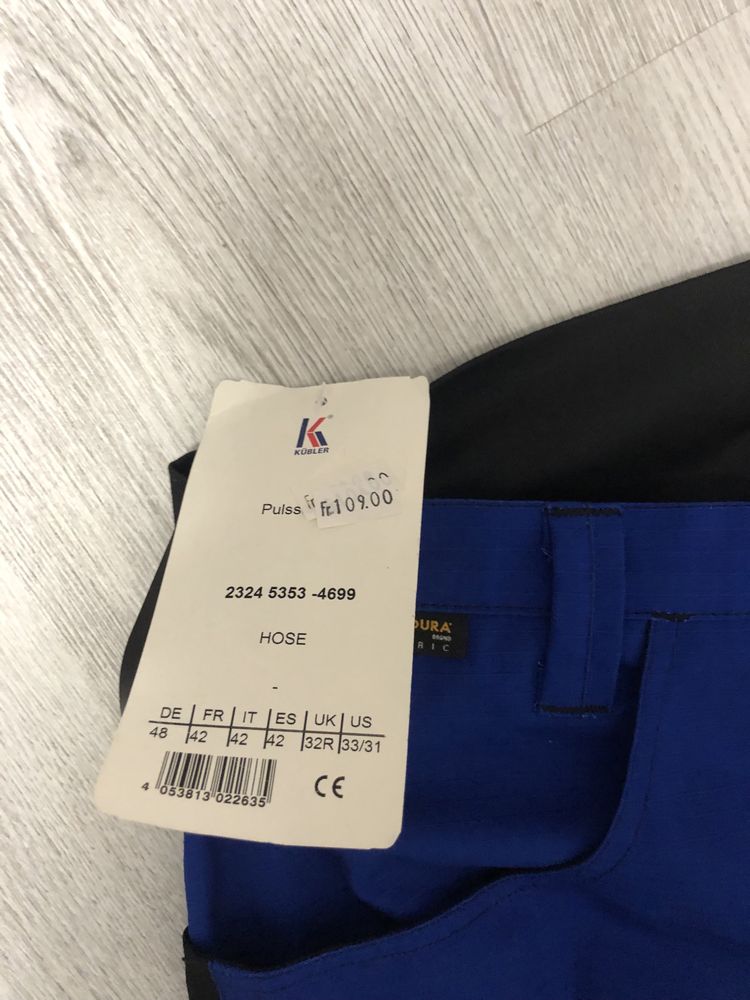 KÜBLER
Fr.109.00
2324 5353 -4699
HOSE
-
DE FR IT ES UK US
48 42 42 42 32R 33/31
4 053813 022635
CE